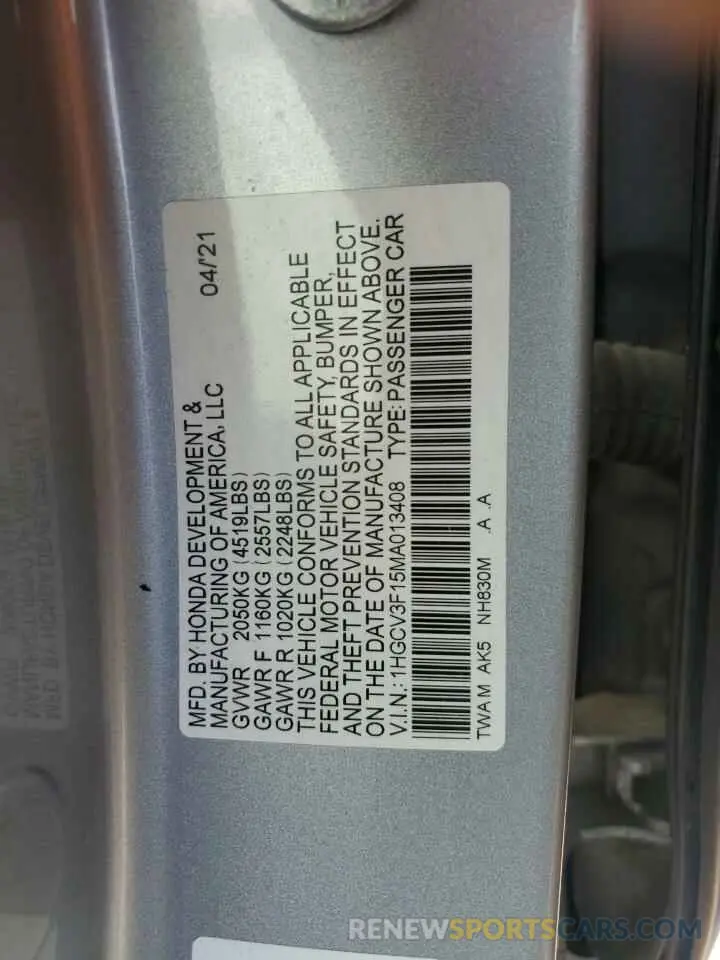 MFD. BY HONDA DEVELOPMENT &
MANUFACTURING OF AMERICA, LLC 04/'21
GVWR 2050KG (4519LBS)
GAWR F 1160KG (2557LBS)
GAWR R 1020KG (2248LBS)
THIS VEHICLE CONFORMS TO ALL APPLICABLE
FEDERAL MOTOR VEHICLE SAFETY, BUMPER,
AND THEFT PREVENTION STANDARDS IN EFFECT
ON THE DATE OF MANUFACTURE SHOWN ABOVE.
V.I.N.: 1HGCV3F15MA013408 TYPE: PASSENGER CAR
TWA M AK5 NH830M .A .A
RENEWSPORTSCARS.COM